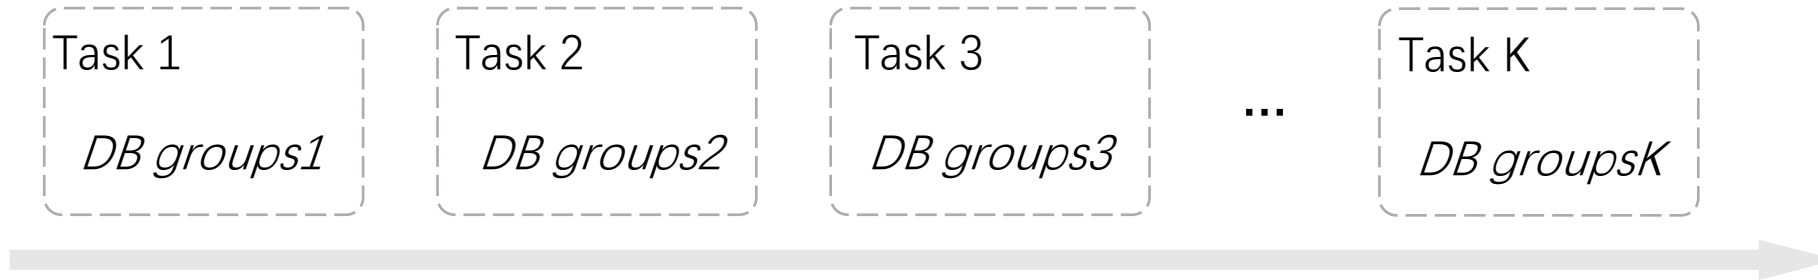 Task 1
Task 2
Task 3
Task K
...
DB groups1
DB groups2
DB groups3
DB groupsK